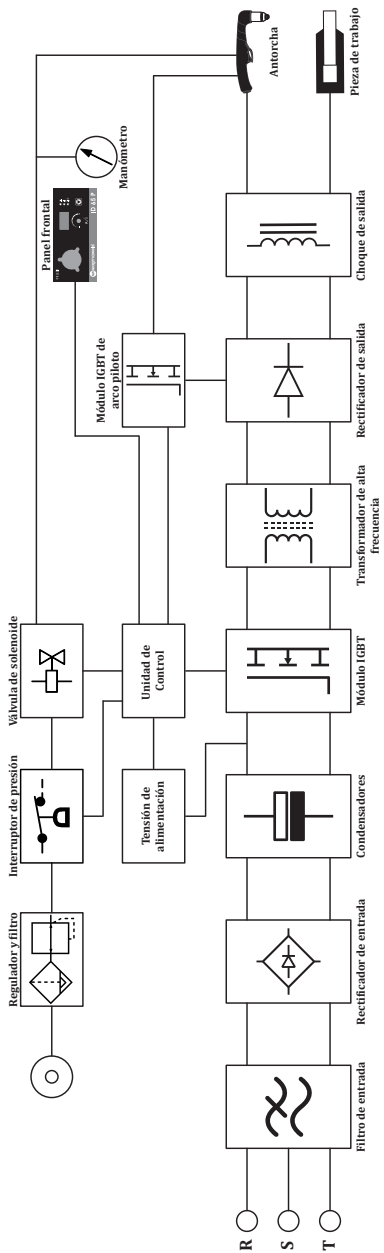 Antorcha
Pieza de trabajo
Manómetro
Panel frontal
ID 65 P
Choque de salida
Módulo IGBT de
arco piloto
Rectificador de salida
Transformador de alta
frecuencia
Válvula de solenoide
Unidad de
Control
Módulo IGBT
Interruptor de presión
Tensión de
alimentación
Condensadores
Regulador y filtro
Rectificador de entrada
Filtro de entrada
R
S
T